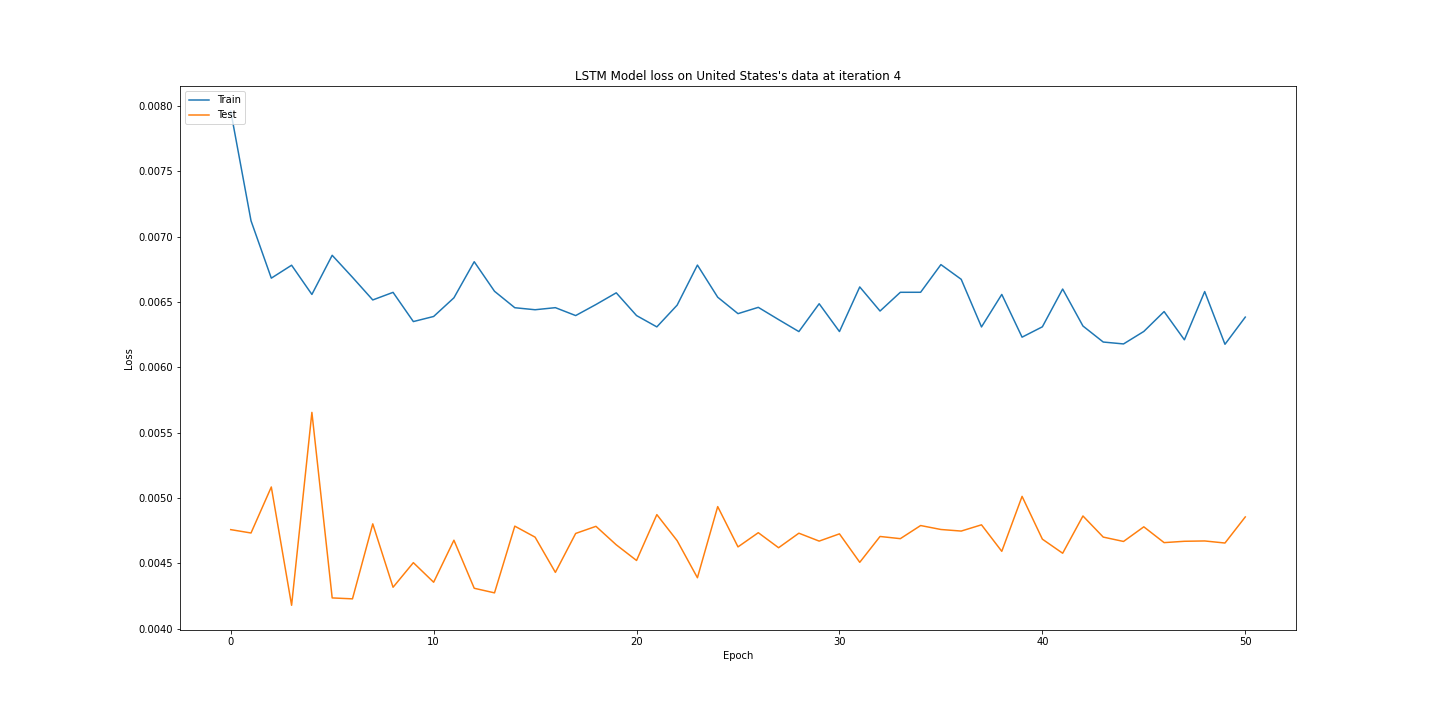 LSTM Model loss on United States's data at iteration 4
Train
Test
0.0080
0.0075
0.0070
0.0065
0.0060
0.0055
0.0050
0.0045
0.0040
Loss
0 10 20 30 40 50
Epoch